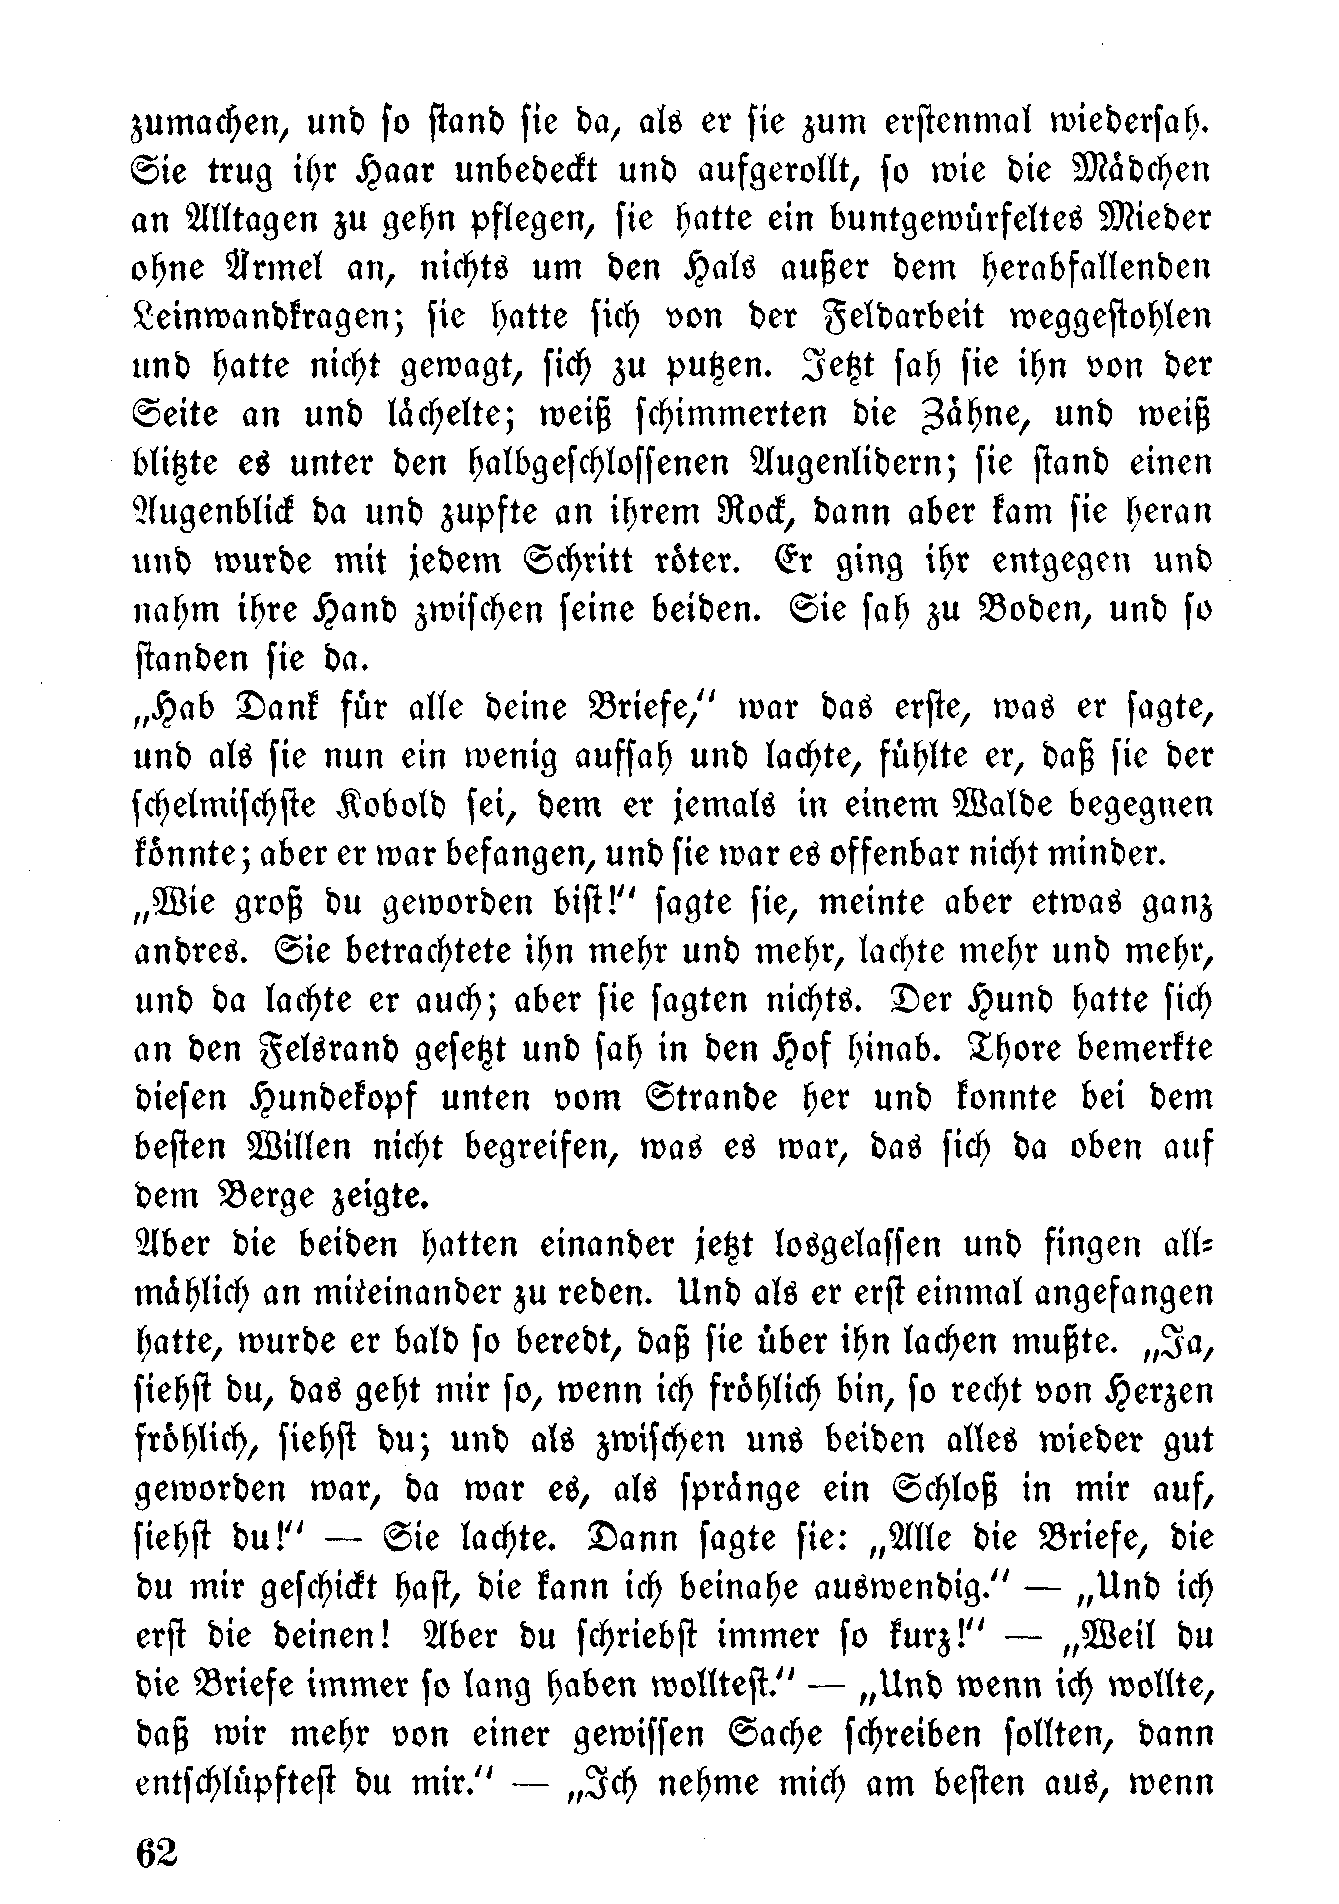 zumachen, und so stand sie da, als er sie zum erstenmal wiedersah.
Sie trug ihr Haar unbedeckt und aufgerollt, so wie die Mädchen
an Alltagen zu gehn pflegen, sie hatte ein buntgewürfeltes Mieder
ohne Ärmel an, nichts um den Hals außer dem herabfallenden
Leinwandkragen; sie hatte sich von der Feldarbeit weggestohlen
und hatte nicht gewagt, sich zu putzen. Jetzt sah sie ihn von der
Seite an und lächelte; weiß schimmerten die Zähne, und weiß
blitzte es unter den halbgeschlossenen Augenlidern; sie stand einen
Augenblick da und zupfte an ihrem Rock, dann aber kam sie heran
und wurde mit jedem Schritt röter. Er ging ihr entgegen und
nahm ihre Hand zwischen seine beiden. Sie sah zu Boden, und so
standen sie da.
„Hab Dank für alle deine Briefe,“ war das erste, was er sagte,
und als sie nun ein wenig aufsah und lachte, fühlte er, daß sie der
schelmischste Kobold sei, dem er jemals in einem Walde begegnen
könnte; aber er war befangen, und sie war es offenbar nicht minder.
„Wie groß du geworden bist!“ sagte sie, meinte aber etwas ganz
andres. Sie betrachtete ihn mehr und mehr, lachte mehr und mehr,
und da lachte er auch; aber sie sagten nichts. Der Hund hatte sich
an den Felsrand gesetzt und sah in den Hof hinab. Thore bemerkte
diesen Hundekopf unten vom Strande her und konnte bei dem
besten Willen nicht begreifen, was es war, das sich da oben auf
dem Berge zeigte.
Aber die beiden hatten einander jetzt losgelassen und fingen all-
mählich an miteinander zu reden. Und als er erst einmal angefangen
hatte, wurde er bald so beredt, daß sie über ihn lachen mußte. „Ja,
siehst du, das geht mir so, wenn ich fröhlich bin, so recht von Herzen
fröhlich, siehst du; und als zwischen uns beiden alles wieder gut
geworden war, da war es, als spränge ein Schloß in mir auf,
siehst du!“ — Sie lachte. Dann sagte sie: „Alle die Briefe, die
du mir geschickt hast, die kann ich beinahe auswendig.“ — „Und ich
erst die deinen! Aber du schriebst immer so kurz!“ — „Weil du
die Briefe immer so lang haben wolltest.“ — „Und wenn ich wollte,
daß wir mehr von einer gewissen Sache schreiben sollten, dann
entschlüpftest du mir.“ — „Ich nehme mich am besten aus, wenn
62